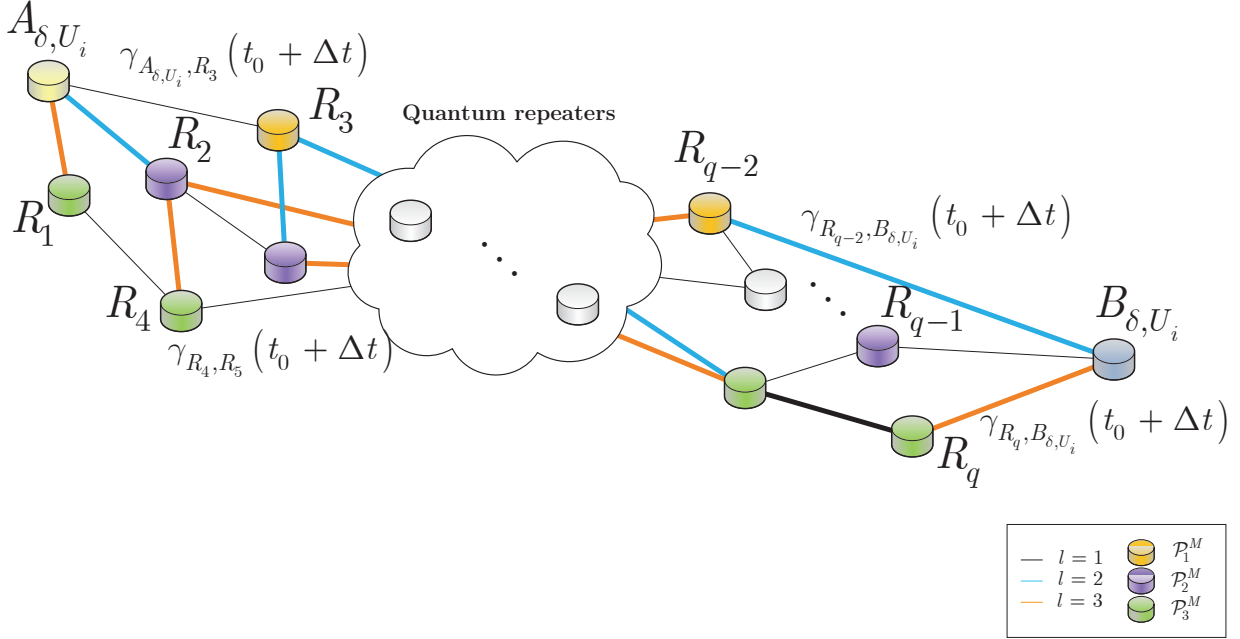 A_{δ,U_i}
γ_{A_{δ,U_i},R_3} (t_0 + Δt)
R_3
Quantum repeaters
R_2
R_{q−2}
R_1
γ_{R_{q−2},B_{δ,U_i}} (t_0 + Δt)
R_4
R_{q−1}
B_{δ,U_i}
γ_{R_4,R_5} (t_0 + Δt)
γ_{R_q,B_{δ,U_i}} (t_0 + Δt)
R_q
l = 1 𝒫_1^M
l = 2 𝒫_2^M
l = 3 𝒫_3^M